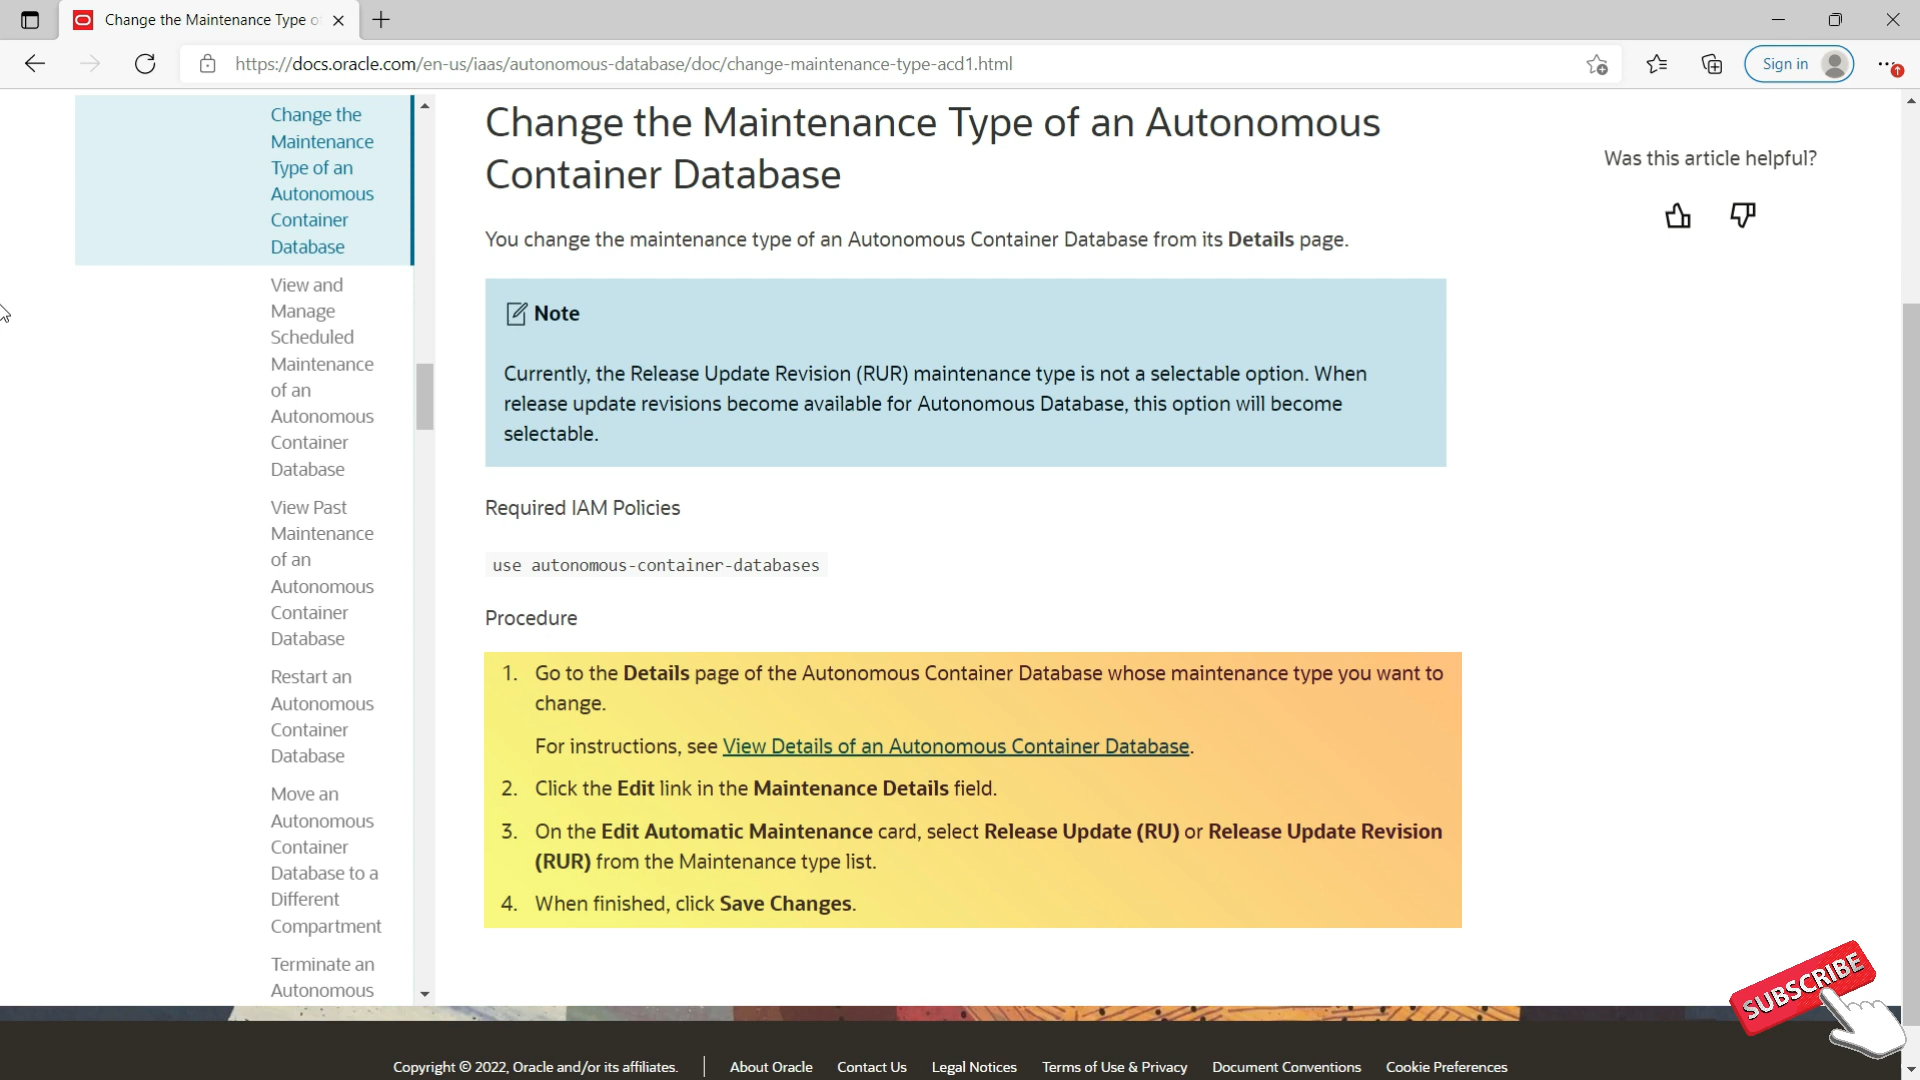 Change the Maintenance Type o
https://docs.oracle.com/en-us/iaas/autonomous-database/doc/change-maintenance-type-acd1.html
Sign in
Change the
Maintenance
Type of an
Autonomous
Container
Database
View and
Manage
Scheduled
Maintenance
of an
Autonomous
Container
Database
View Past
Maintenance
of an
Autonomous
Container
Database
Restart an
Autonomous
Container
Database
Move an
Autonomous
Container
Database to a
Different
Compartment
Terminate an
Autonomous
Change the Maintenance Type of an Autonomous
Container Database
You change the maintenance type of an Autonomous Container Database from its Details page.
Note
Currently, the Release Update Revision (RUR) maintenance type is not a selectable option. When
release update revisions become available for Autonomous Database, this option will become
selectable.
Required IAM Policies
use autonomous-container-databases
Procedure
1. Go to the Details page of the Autonomous Container Database whose maintenance type you want to
change.
For instructions, see View Details of an Autonomous Container Database.
2. Click the Edit link in the Maintenance Details field.
3. On the Edit Automatic Maintenance card, select Release Update (RU) or Release Update Revision
(RUR) from the Maintenance type list.
4. When finished, click Save Changes.
Was this article helpful?
SUBSCRIBE
Copyright © 2022, Oracle and/or its affiliates. About Oracle Contact Us Legal Notices Terms of Use & Privacy Document Conventions Cookie Preferences